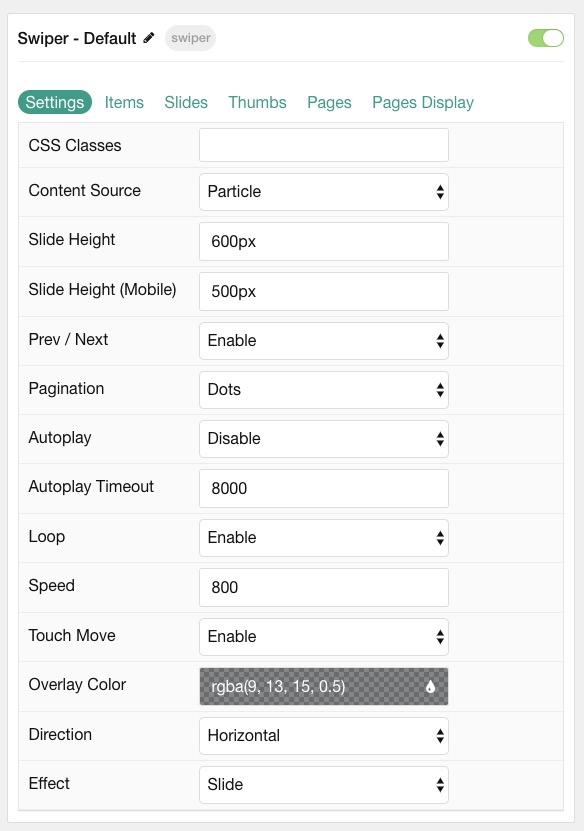 Swiper - Default swiper
Settings Items Slides Thumbs Pages Pages Display
CSS Classes
Content Source Particle
Slide Height 600px
Slide Height (Mobile) 500px
Prev / Next Enable
Pagination Dots
Autoplay Disable
Autoplay Timeout 8000
Loop Enable
Speed 800
Touch Move Enable
Overlay Color rgba(9, 13, 15, 0.5)
Direction Horizontal
Effect Slide